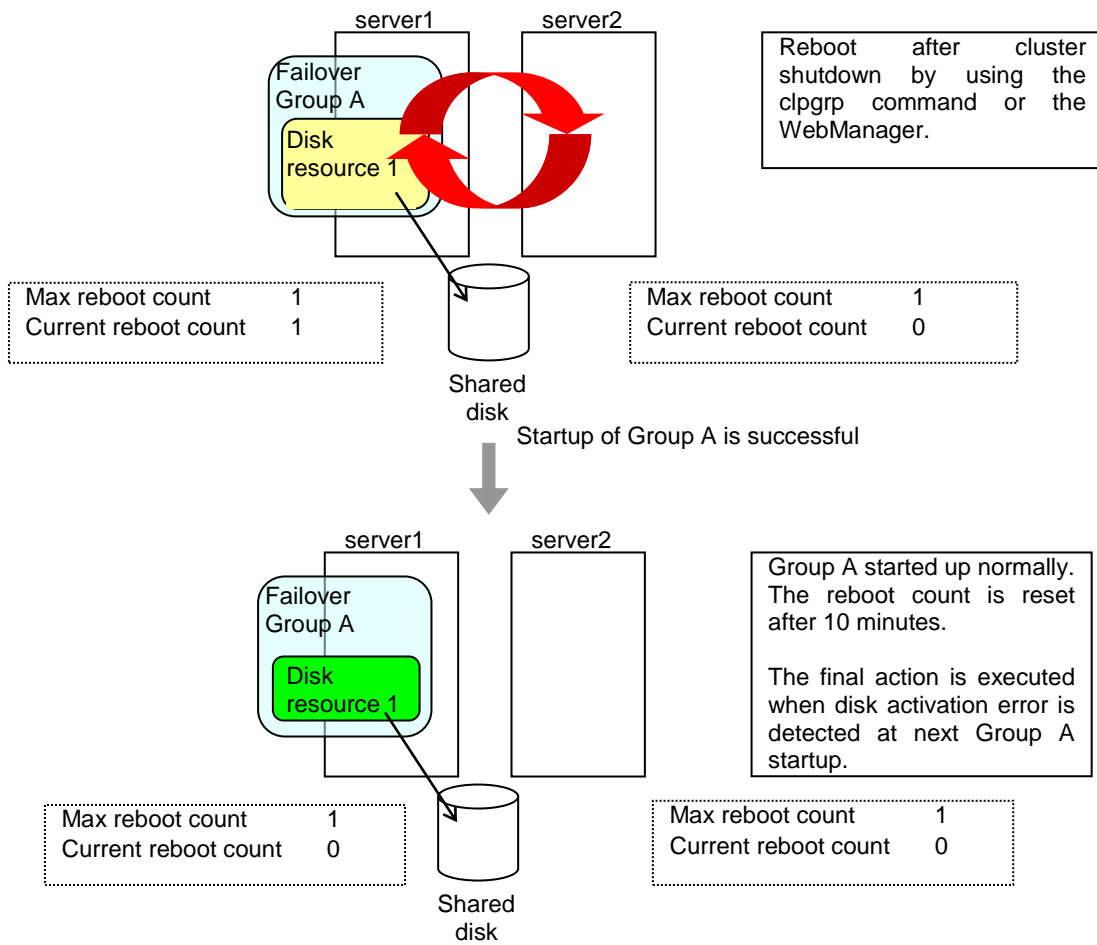 server1
server2
Failover
Group A
Disk
resource 1
Reboot after cluster
shutdown by using the
clpgrp command or the
WebManager.
Max reboot count 1
Current reboot count 1
Max reboot count 1
Current reboot count 0
Shared
disk
Startup of Group A is successful
server1
server2
Failover
Group A
Disk
resource 1
Group A started up normally.
The reboot count is reset
after 10 minutes.
The final action is executed
when disk activation error is
detected at next Group A
startup.
Max reboot count 1
Current reboot count 0
Max reboot count 1
Current reboot count 0
Shared
disk